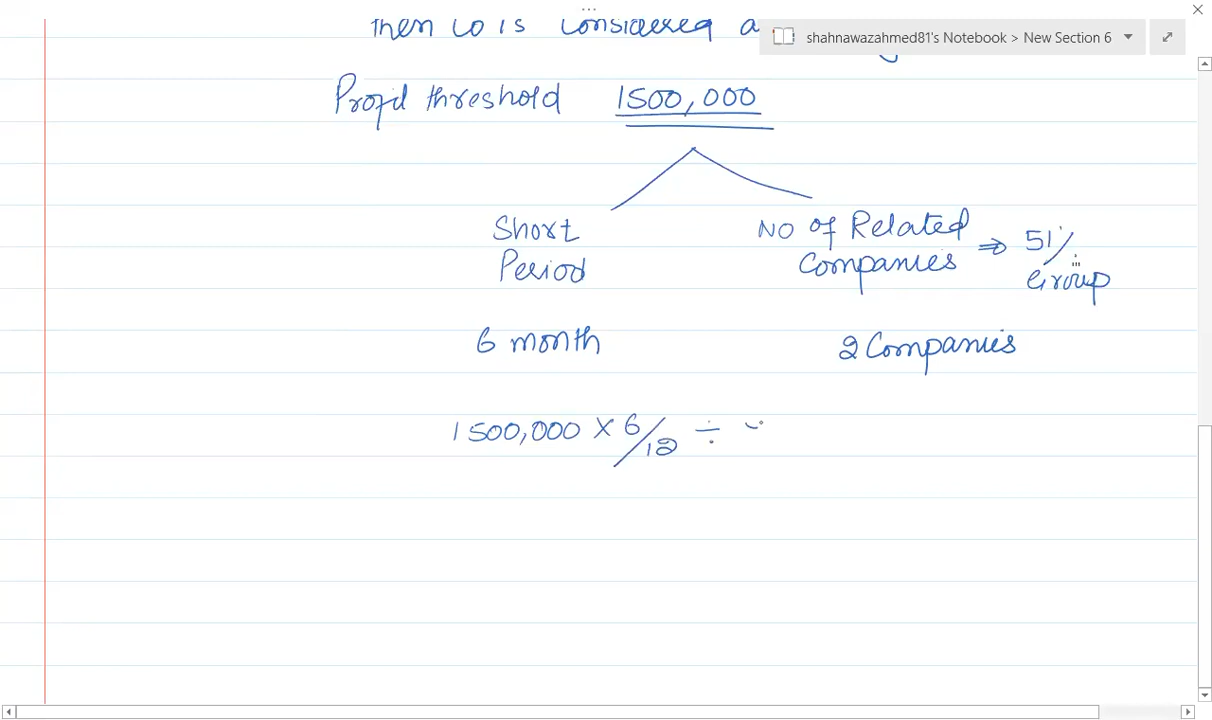 then co is considered a
shahnawazahmed81's Notebook > New Section 6
Profit threshold 1500,000
Short
Period
NO of Related
Companies
⇒ 51%
Group
6 month
2 Companies
1500,000 × 6/12 ÷